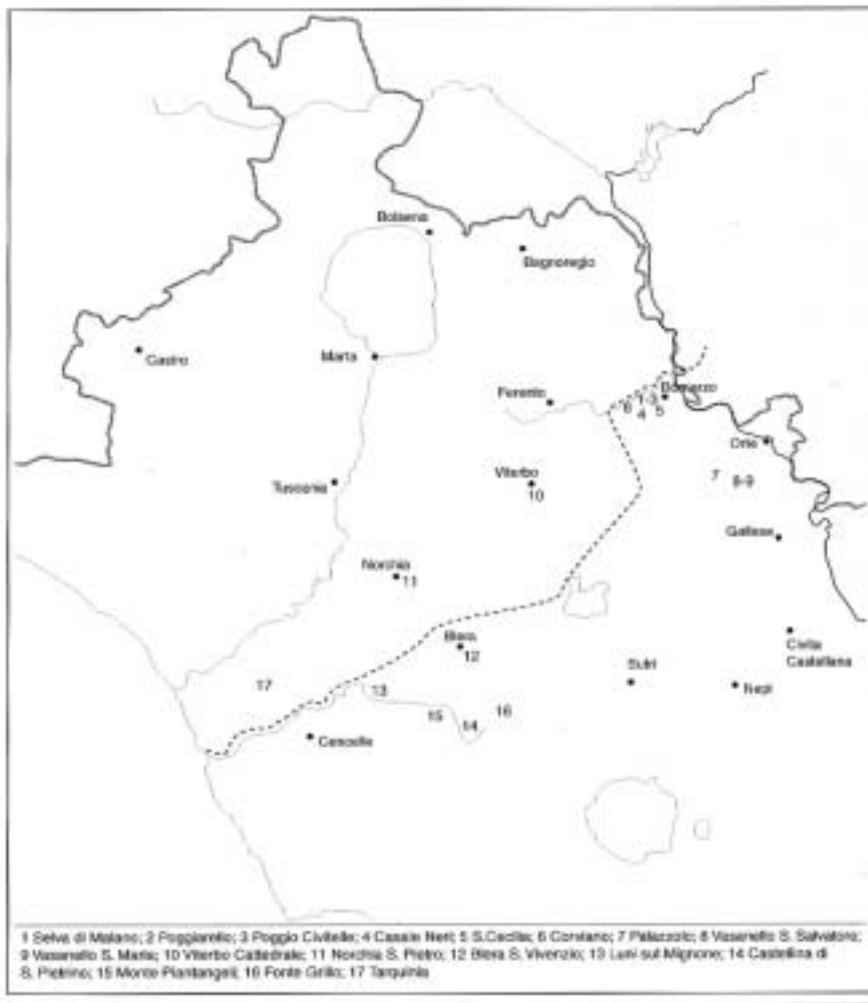 Bolsena
Bagnoregio
Castro
Marta
Ferento
Bomarzo
1-3
6
4
5
Orte
Tuscania
Viterbo
10
7
8-9
Gallese
Norchia
11
Blera
12
Civita
Castellana
Sutri
Nepi
17
13
15
14
16
Cencelle
1 Selva di Malano; 2 Poggiarello; 3 Poggio Civitella; 4 Casale Neri; 5 S.Cecilia; 6 Corviano; 7 Palazzolo; 8 Vasanello S. Salvatore;
9 Vasanello S. Maria; 10 Viterbo Cattedrale; 11 Norchia S. Pietro; 12 Blera S. Vivenzio; 13 Luni sul Mignone; 14 Castellina di
S. Pietrino; 15 Monte Piantangeli; 16 Fonte Grillo; 17 Tarquinia